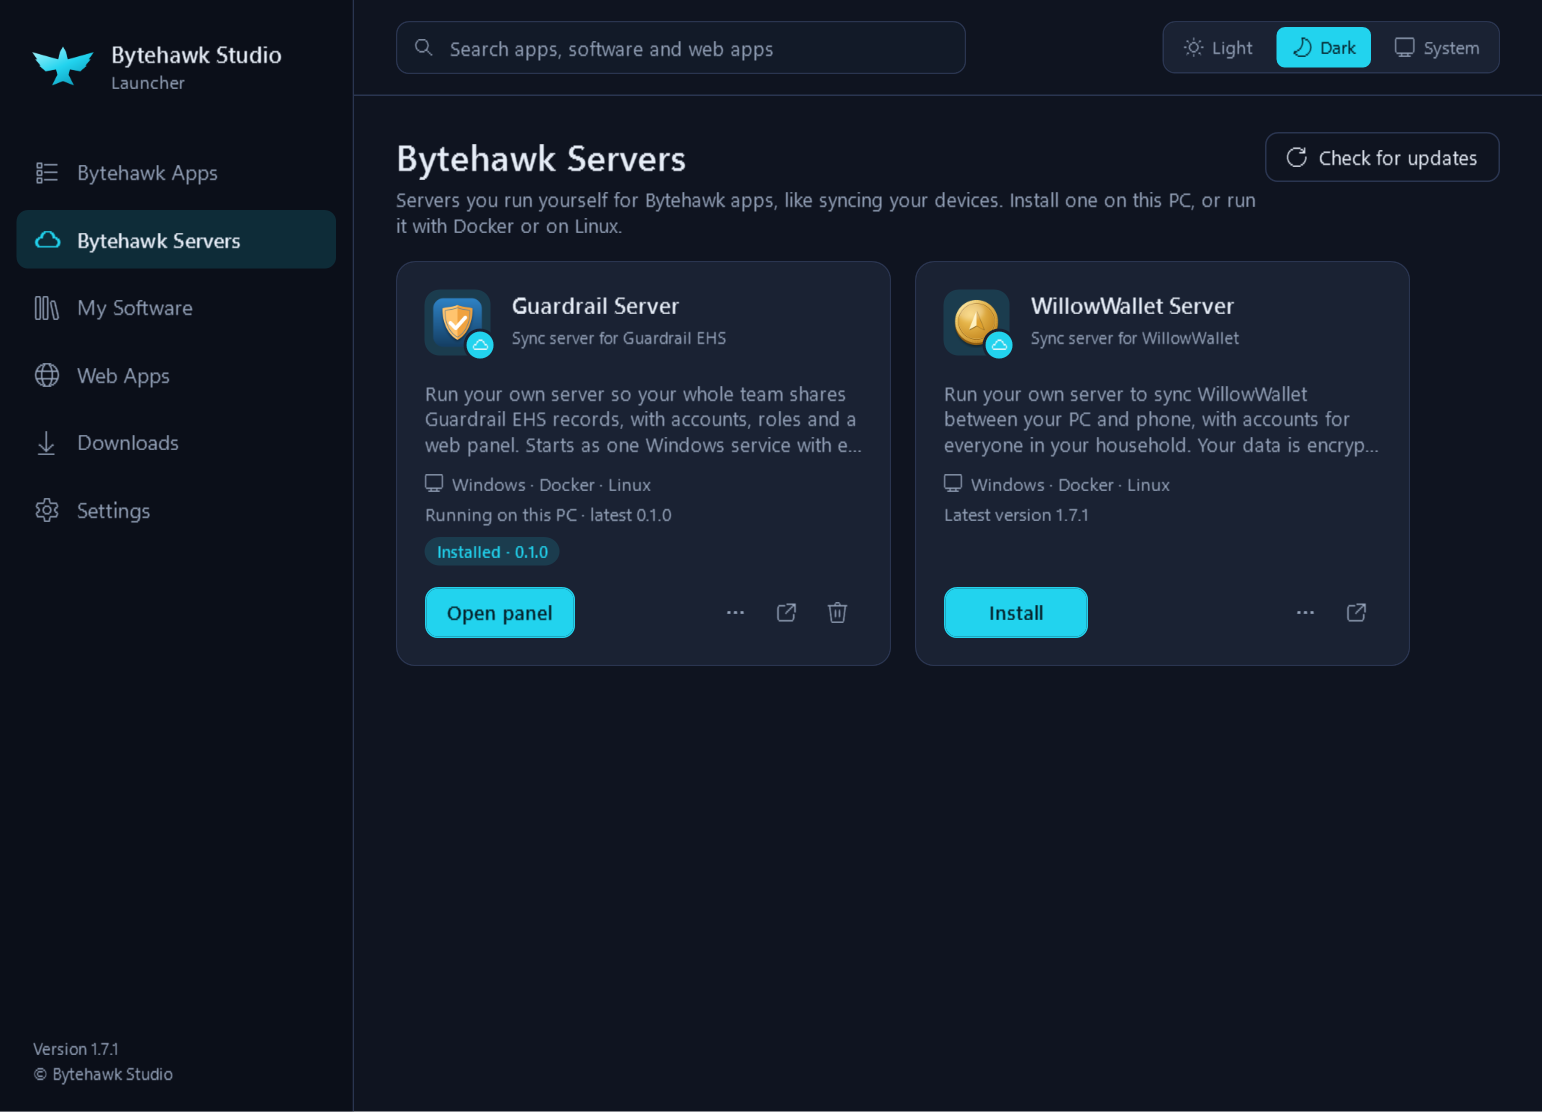 Bytehawk Studio
Launcher
Bytehawk Apps
Bytehawk Servers
My Software
Web Apps
Downloads
Settings
Version 1.7.1
© Bytehawk Studio
Search apps, software and web apps
Light
Dark
System
Bytehawk Servers
Check for updates
Servers you run yourself for Bytehawk apps, like syncing your devices. Install one on this PC, or run
it with Docker or on Linux.
Guardrail Server
Sync server for Guardrail EHS
Run your own server so your whole team shares
Guardrail EHS records, with accounts, roles and a
web panel. Starts as one Windows service with e...
Windows · Docker · Linux
Running on this PC · latest 0.1.0
Installed · 0.1.0
Open panel
WillowWallet Server
Sync server for WillowWallet
Run your own server to sync WillowWallet
between your PC and phone, with accounts for
everyone in your household. Your data is encryp...
Windows · Docker · Linux
Latest version 1.7.1
Install